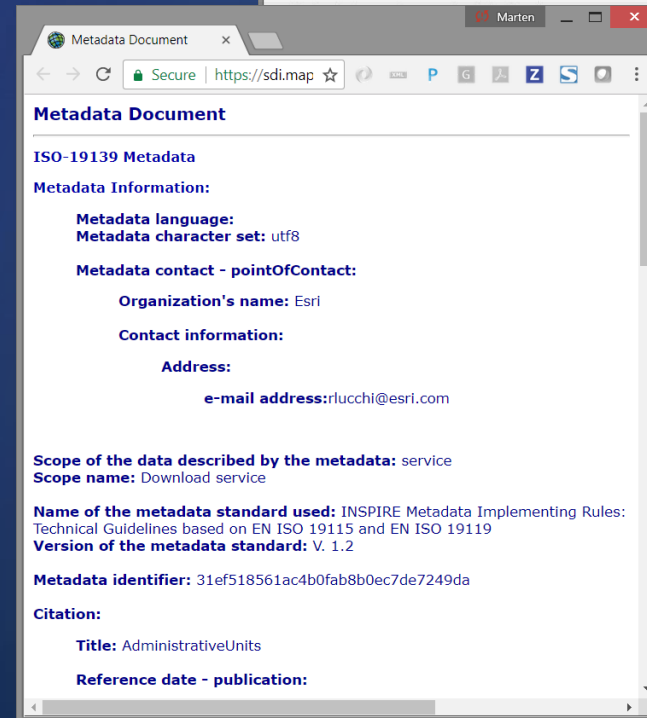 Marten
Metadata Document
Secure | https://sdi.map
XML P G Z S
Metadata Document
ISO-19139 Metadata
Metadata Information:
Metadata language:
Metadata character set: utf8
Metadata contact - pointOfContact:
Organization's name: Esri
Contact information:
Address:
e-mail address:rlucchi@esri.com
Scope of the data described by the metadata: service
Scope name: Download service
Name of the metadata standard used: INSPIRE Metadata Implementing Rules:
Technical Guidelines based on EN ISO 19115 and EN ISO 19119
Version of the metadata standard: V. 1.2
Metadata identifier: 31ef518561ac4b0fab8b0ec7de7249da
Citation:
Title: AdministrativeUnits
Reference date - publication: